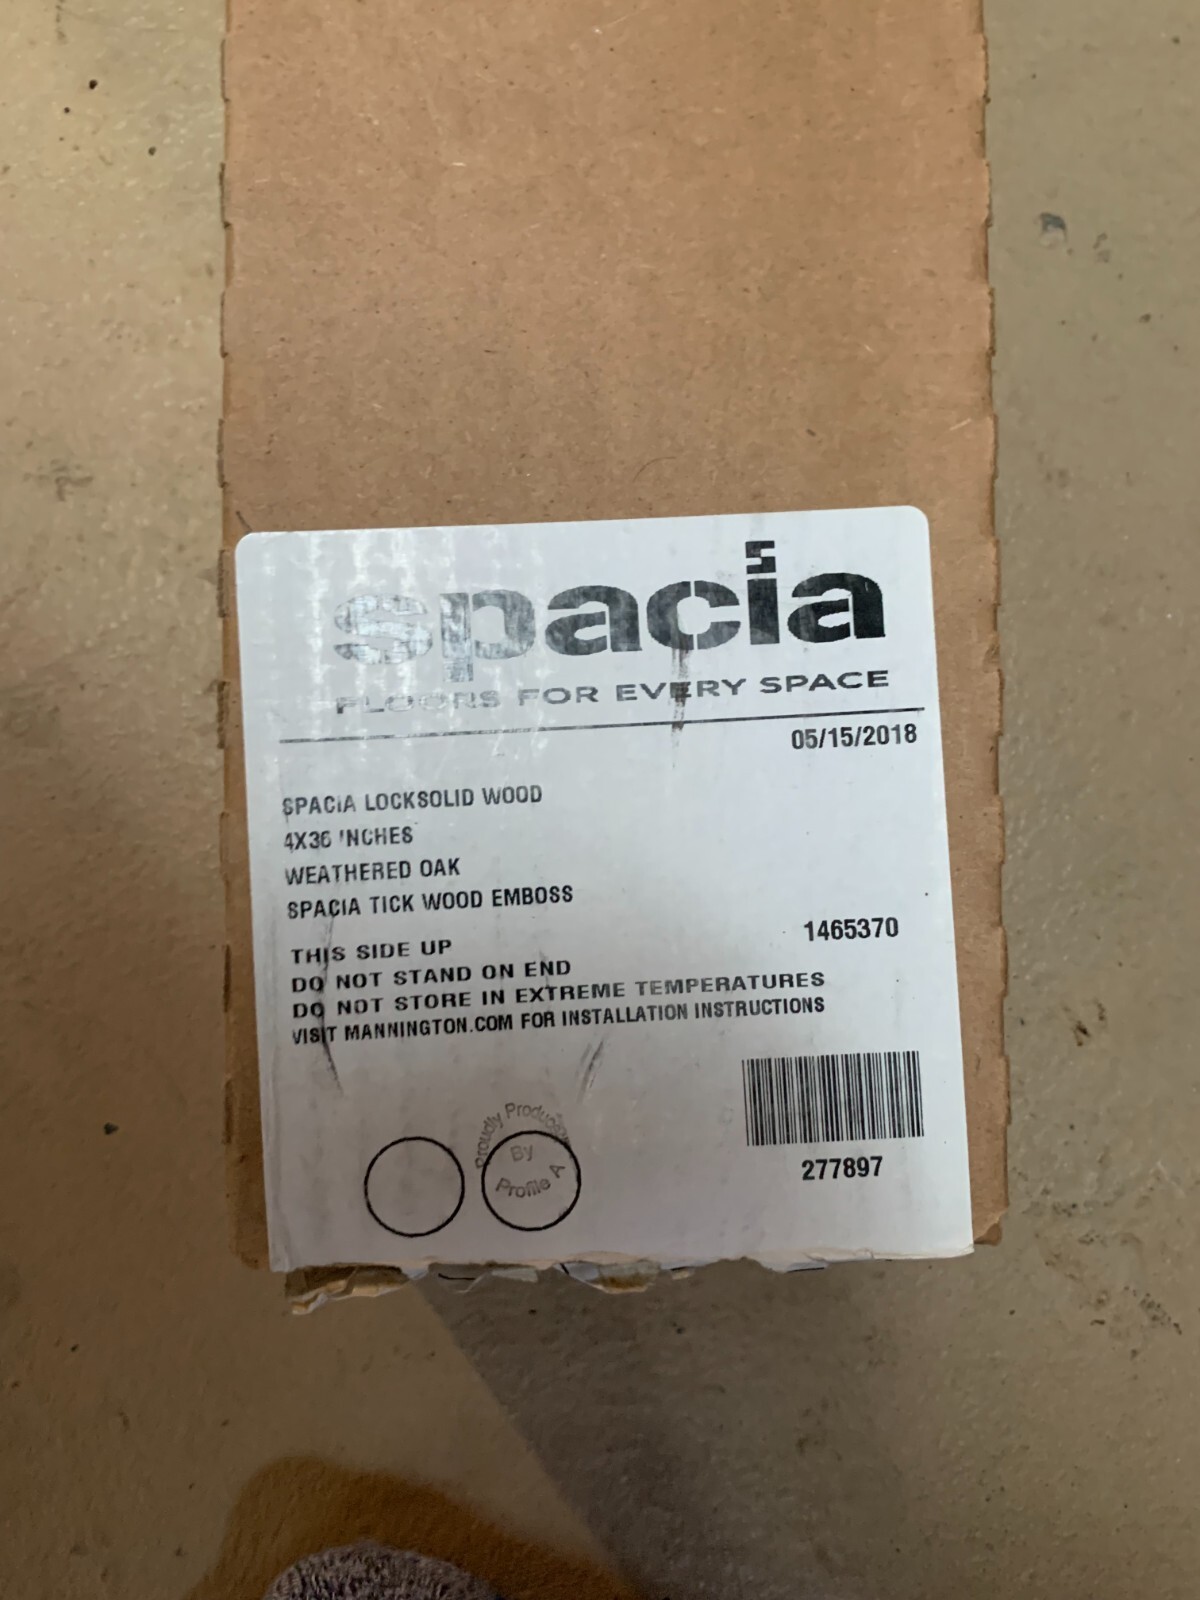 spacia
FLOORS FOR EVERY SPACE
05/15/2018
SPACIA LOCKSOLID WOOD
4X36 INCHES
WEATHERED OAK
SPACIA TICK WOOD EMBOSS
1465370
THIS SIDE UP
DO NOT STAND ON END
DO NOT STORE IN EXTREME TEMPERATURES
VISIT MANNINGTON.COM FOR INSTALLATION INSTRUCTIONS
Proudly
By
Profile A
277897